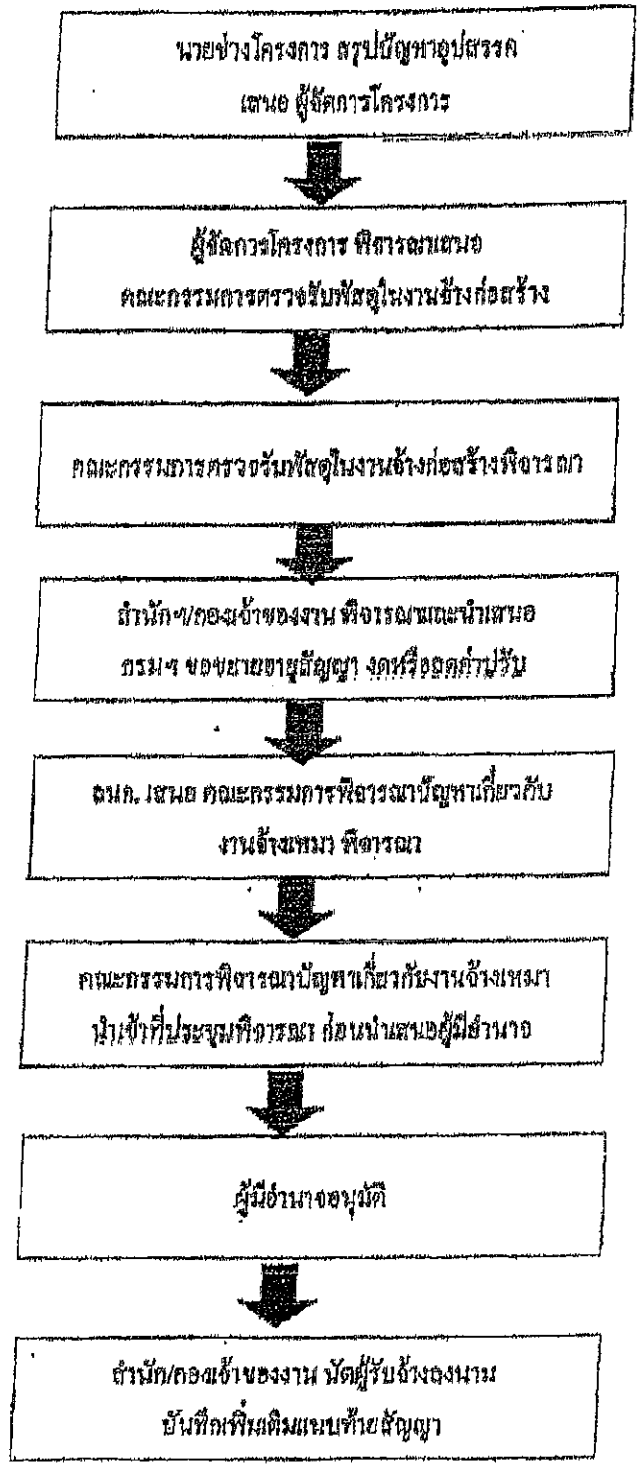 นายช่างโครงการ สรุปปัญหาอุปสรรค
เสนอ ผู้จัดการโครงการ
ผู้จัดการโครงการ พิจารณาเสนอ
คณะกรรมการตรวจรับพัสดุในงานจ้างก่อสร้าง
คณะกรรมการตรวจรับพัสดุในงานจ้างก่อสร้างพิจารณา
สำนักฯ/กองเจ้าของงาน พิจารณาและนำเสนอ
กรมฯ ขอขยายอายุสัญญา งดหรือลดค่าปรับ
เสนอ คณะกรรมการพิจารณาปัญหาเกี่ยวกับ
งานจ้างเหมา พิจารณา
คณะกรรมการพิจารณาปัญหาเกี่ยวกับงานจ้างเหมา
นำเข้าที่ประชุมพิจารณา ก่อนนำเสนอผู้มีอำนาจ
ผู้มีอำนาจอนุมัติ
สำนัก/กองเจ้าของงาน นัดผู้รับจ้างลงนาม
บันทึกเพิ่มเติมแนบท้ายสัญญา